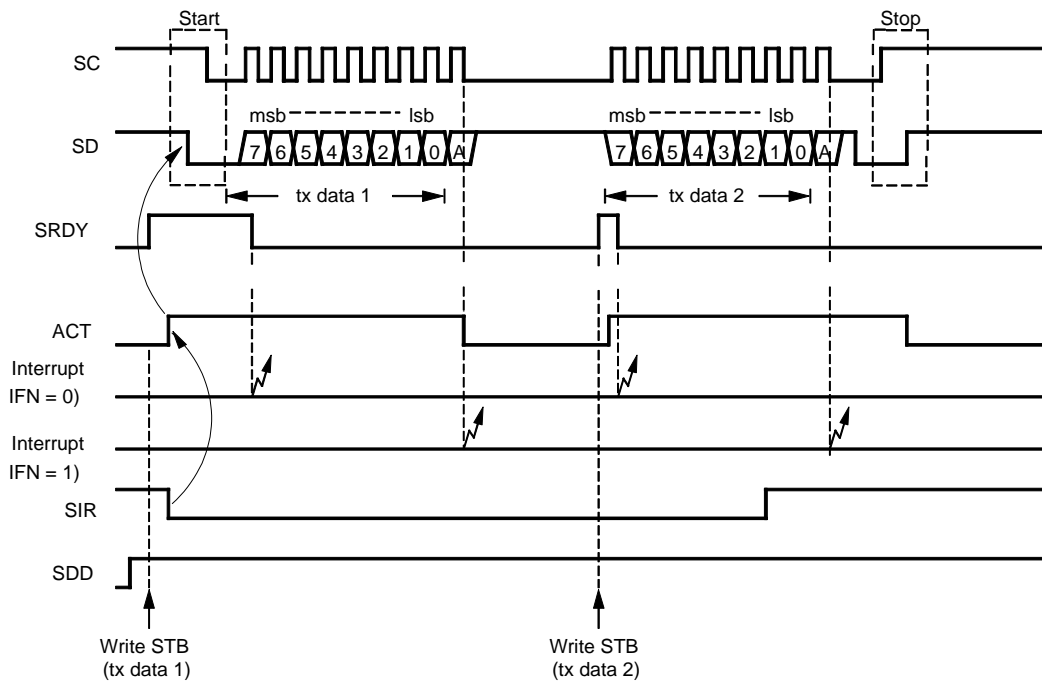 Start
Stop
SC
msb lsb
msb lsb
SD
7 6 5 4 3 2 1 0 A
7 6 5 4 3 2 1 0 A
tx data 1
tx data 2
SRDY
ACT
Interrupt
IFN = 0)
Interrupt
IFN = 1)
SIR
SDD
Write STB
(tx data 1)
Write STB
(tx data 2)